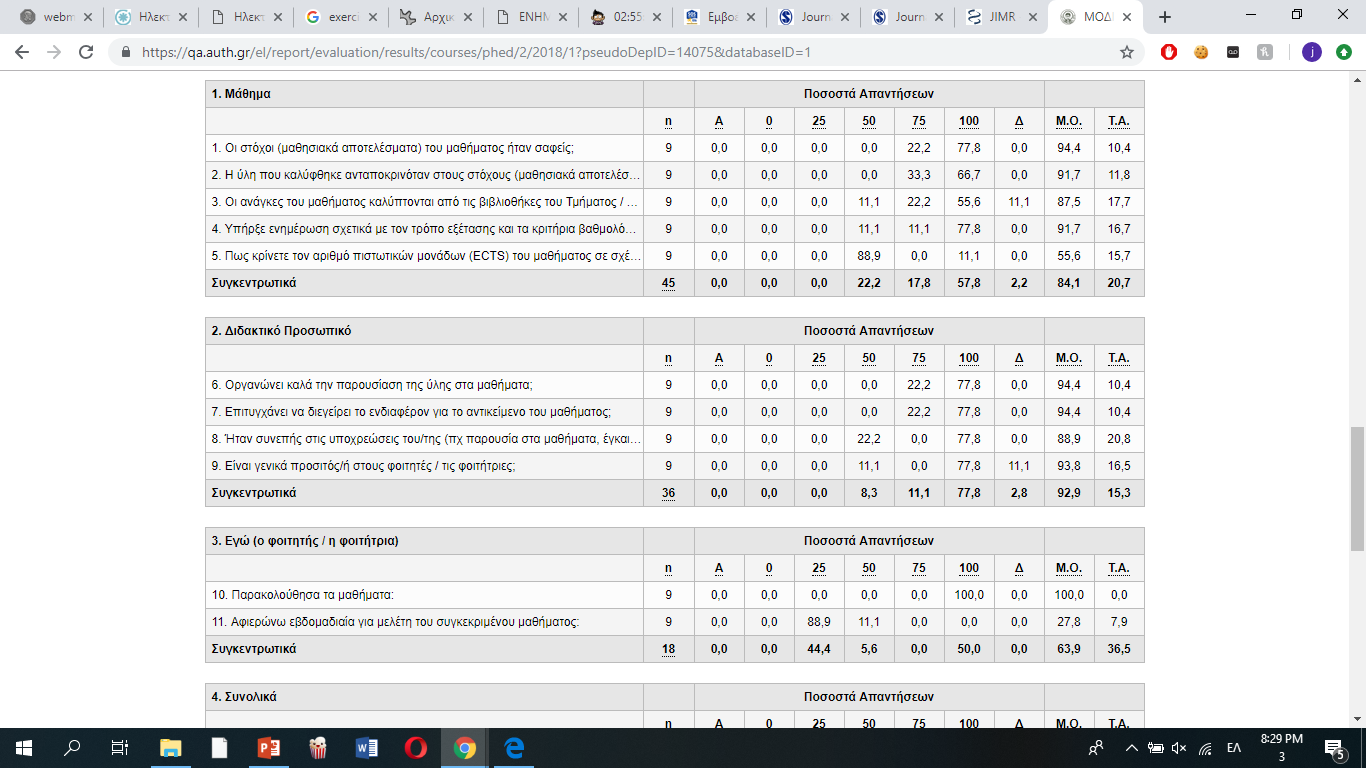 webm
Ηλεκτ
Ηλεκτ
exerci
Αρχικ
ΕΝΗΜ
02:55
Εμβοε
Journ
Journ
JIMR
ΜΟΔΙ
https://qa.auth.gr/el/report/evaluation/results/courses/phed/2/2018/1?pseudoDepID=14075&databaseID=1
1. Μάθημα Ποσοστά Απαντήσεων
n Α 0 25 50 75 100 Δ Μ.Ο. Τ.Α.
1. Οι στόχοι (μαθησιακά αποτελέσματα) του μαθήματος ήταν σαφείς; 9 0,0 0,0 0,0 0,0 22,2 77,8 0,0 94,4 10,4
2. Η ύλη που καλύφθηκε ανταποκρινόταν στους στόχους (μαθησιακά αποτελέσ... 9 0,0 0,0 0,0 0,0 33,3 66,7 0,0 91,7 11,8
3. Οι ανάγκες του μαθήματος καλύπτονται από τις βιβλιοθήκες του Τμήματος / ... 9 0,0 0,0 0,0 11,1 22,2 55,6 11,1 87,5 17,7
4. Υπήρξε ενημέρωση σχετικά με τον τρόπο εξέτασης και τα κριτήρια βαθμολό... 9 0,0 0,0 0,0 11,1 11,1 77,8 0,0 91,7 16,7
5. Πως κρίνετε τον αριθμό πιστωτικών μονάδων (ECTS) του μαθήματος σε σχέ... 9 0,0 0,0 0,0 88,9 0,0 11,1 0,0 55,6 15,7
Συγκεντρωτικά 45 0,0 0,0 0,0 22,2 17,8 57,8 2,2 84,1 20,7
2. Διδακτικό Προσωπικό Ποσοστά Απαντήσεων
n Α 0 25 50 75 100 Δ Μ.Ο. Τ.Α.
6. Οργανώνει καλά την παρουσίαση της ύλης στα μαθήματα; 9 0,0 0,0 0,0 0,0 22,2 77,8 0,0 94,4 10,4
7. Επιτυγχάνει να διεγείρει το ενδιαφέρον για το αντικείμενο του μαθήματος; 9 0,0 0,0 0,0 0,0 22,2 77,8 0,0 94,4 10,4
8. Ήταν συνεπής στις υποχρεώσεις του/της (πχ παρουσία στα μαθήματα, έγκαι... 9 0,0 0,0 0,0 22,2 0,0 77,8 0,0 88,9 20,8
9. Είναι γενικά προσιτός/ή στους φοιτητές / τις φοιτήτριες; 9 0,0 0,0 0,0 11,1 0,0 77,8 11,1 93,8 16,5
Συγκεντρωτικά 36 0,0 0,0 0,0 8,3 11,1 77,8 2,8 92,9 15,3
3. Εγώ (ο φοιτητής / η φοιτήτρια) Ποσοστά Απαντήσεων
n Α 0 25 50 75 100 Δ Μ.Ο. Τ.Α.
10. Παρακολούθησα τα μαθήματα: 9 0,0 0,0 0,0 0,0 0,0 100,0 0,0 100,0 0,0
11. Αφιερώνω εβδομαδιαία για μελέτη του συγκεκριμένου μαθήματος: 9 0,0 0,0 88,9 11,1 0,0 0,0 0,0 27,8 7,9
Συγκεντρωτικά 18 0,0 0,0 44,4 5,6 0,0 50,0 0,0 63,9 36,5
4. Συνολικά Ποσοστά Απαντήσεων
n Α 0 25 50 75 100 Δ Μ.Ο. Τ.Α.
ΕΛ
8:29 PM
3
5